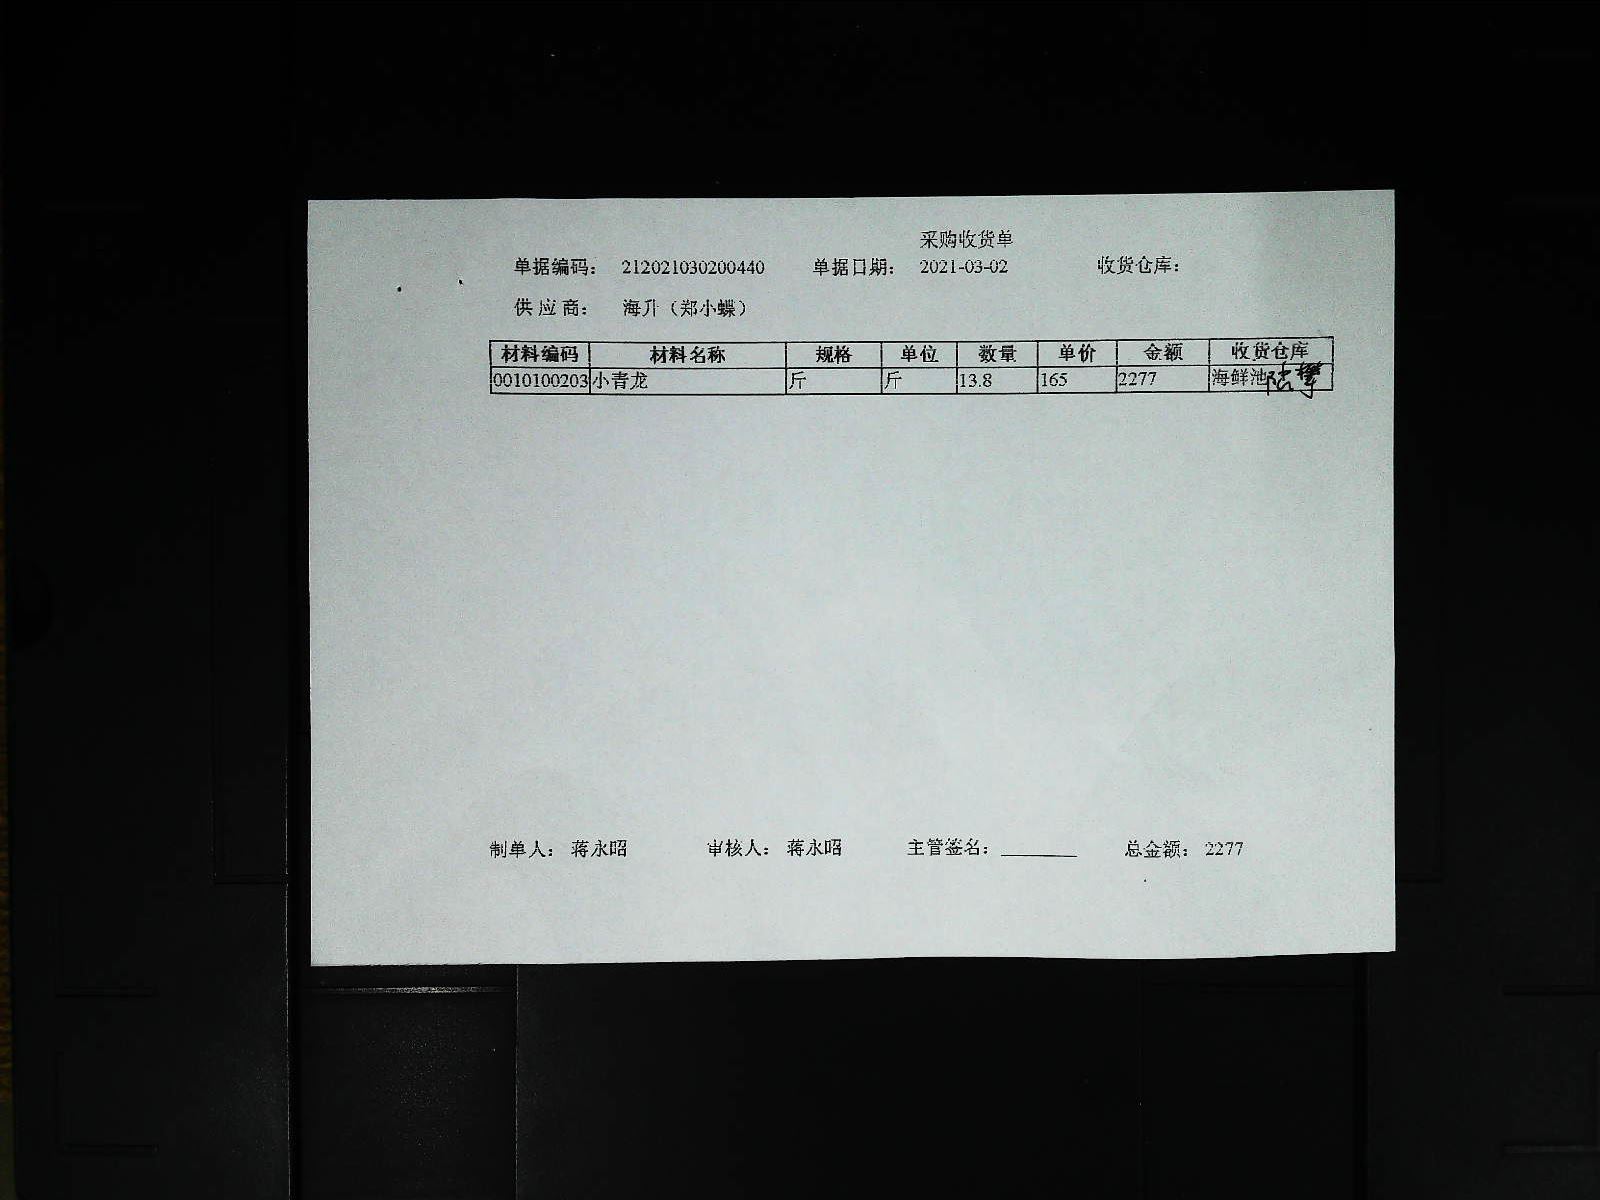 采购收货单
单据编码： 212021030200440 单据日期： 2021-03-02 收货仓库：
供 应 商： 海升（郑小蝶）
材料编码 材料名称 规格 单位 数量 单价 金额 收货仓库
0010100203 小青龙 斤 斤 13.8 165 2277 海鲜池
制单人： 蒋永昭 审核人： 蒋永昭 主管签名： 总金额： 2277